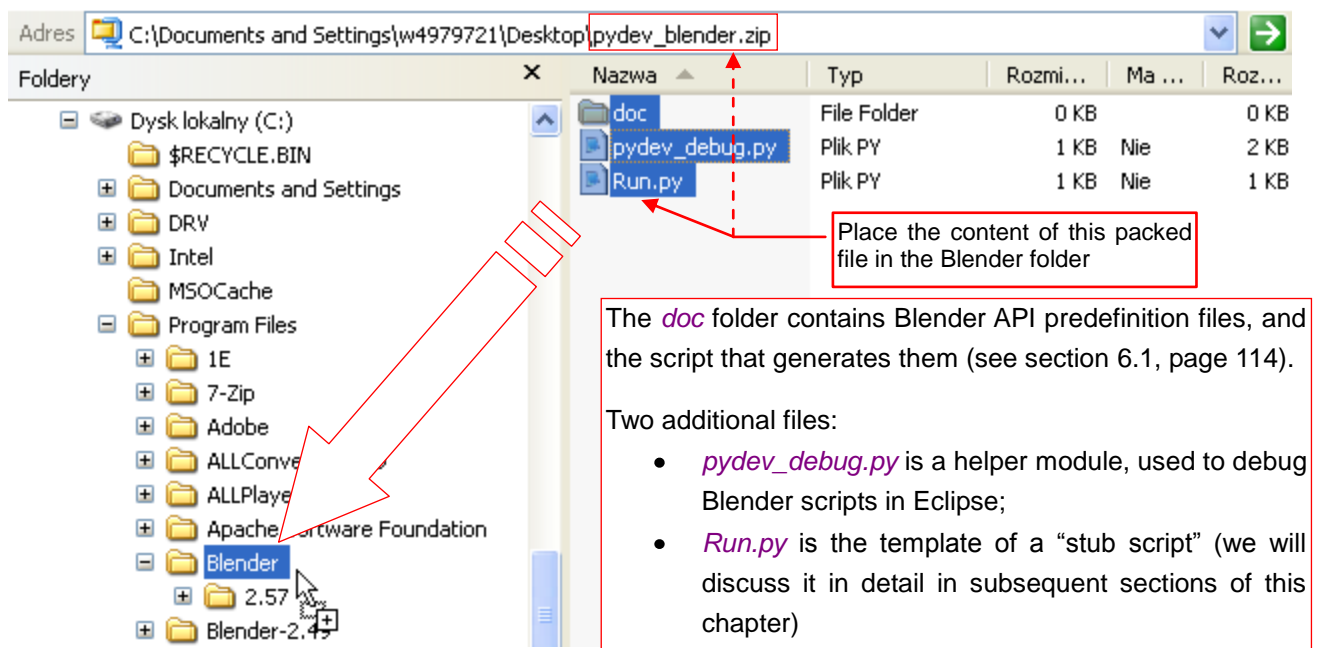 Adres C:\Documents and Settings\w4979721\Desktop\pydev_blender.zip
Foldery × Nazwa Typ Rozmi... Ma ... Roz...
Dysk lokalny (C:)
$RECYCLE.BIN
Documents and Settings
DRV
Intel
MSOCache
Program Files
1E
7-Zip
Adobe
Apache
Foundation
Blender
2.57
Blender-2.49
doc File Folder 0 KB 0 KB
pydev_debug.py Plik PY 1 KB Nie 2 KB
Run.py Plik PY 1 KB Nie 1 KB
Place the content of this packed
file in the Blender folder
The doc folder contains Blender API predefinition files, and
the script that generates them (see section 6.1, page 114).
Two additional files:
• pydev_debug.py is a helper module, used to debug
Blender scripts in Eclipse;
• Run.py is the template of a “stub script” (we will
discuss it in detail in subsequent sections of this
chapter)